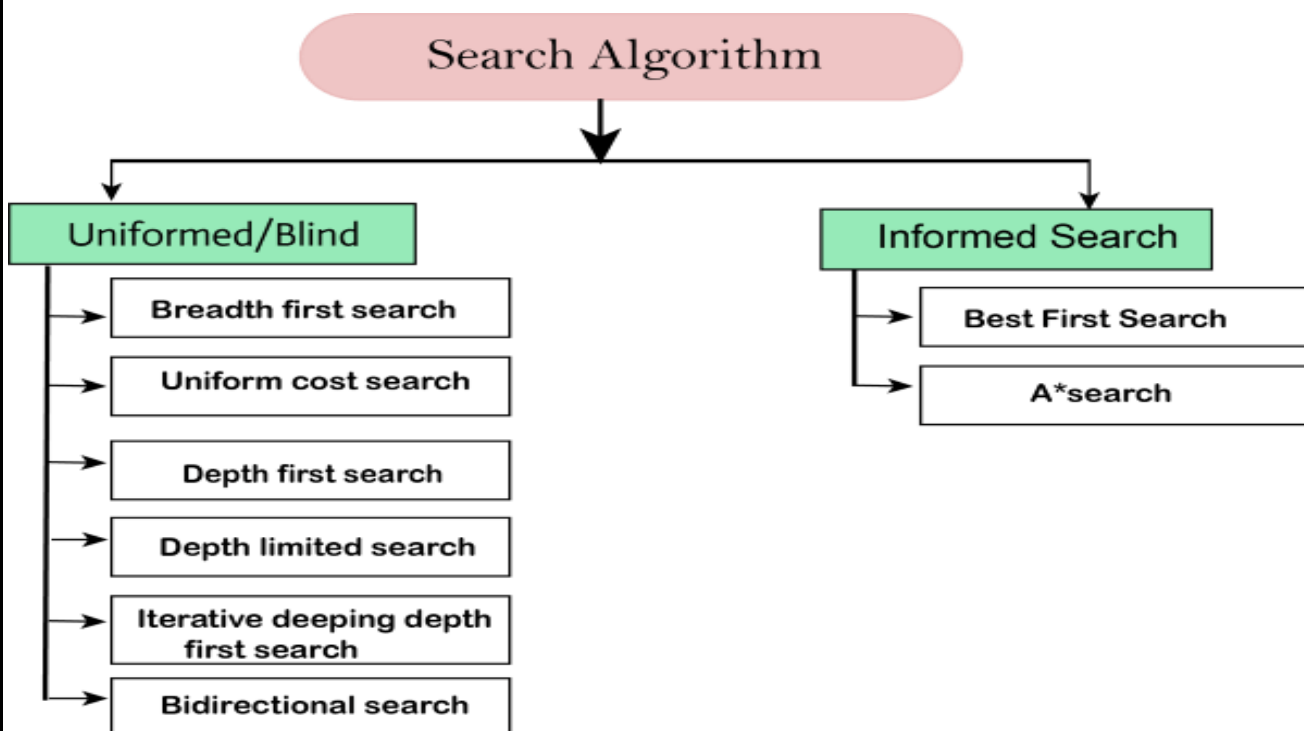 Search Algorithm
Uniformed/Blind
Breadth first search
Uniform cost search
Depth first search
Depth limited search
Iterative deeping depth
first search
Bidirectional search
Informed Search
Best First Search
A*search